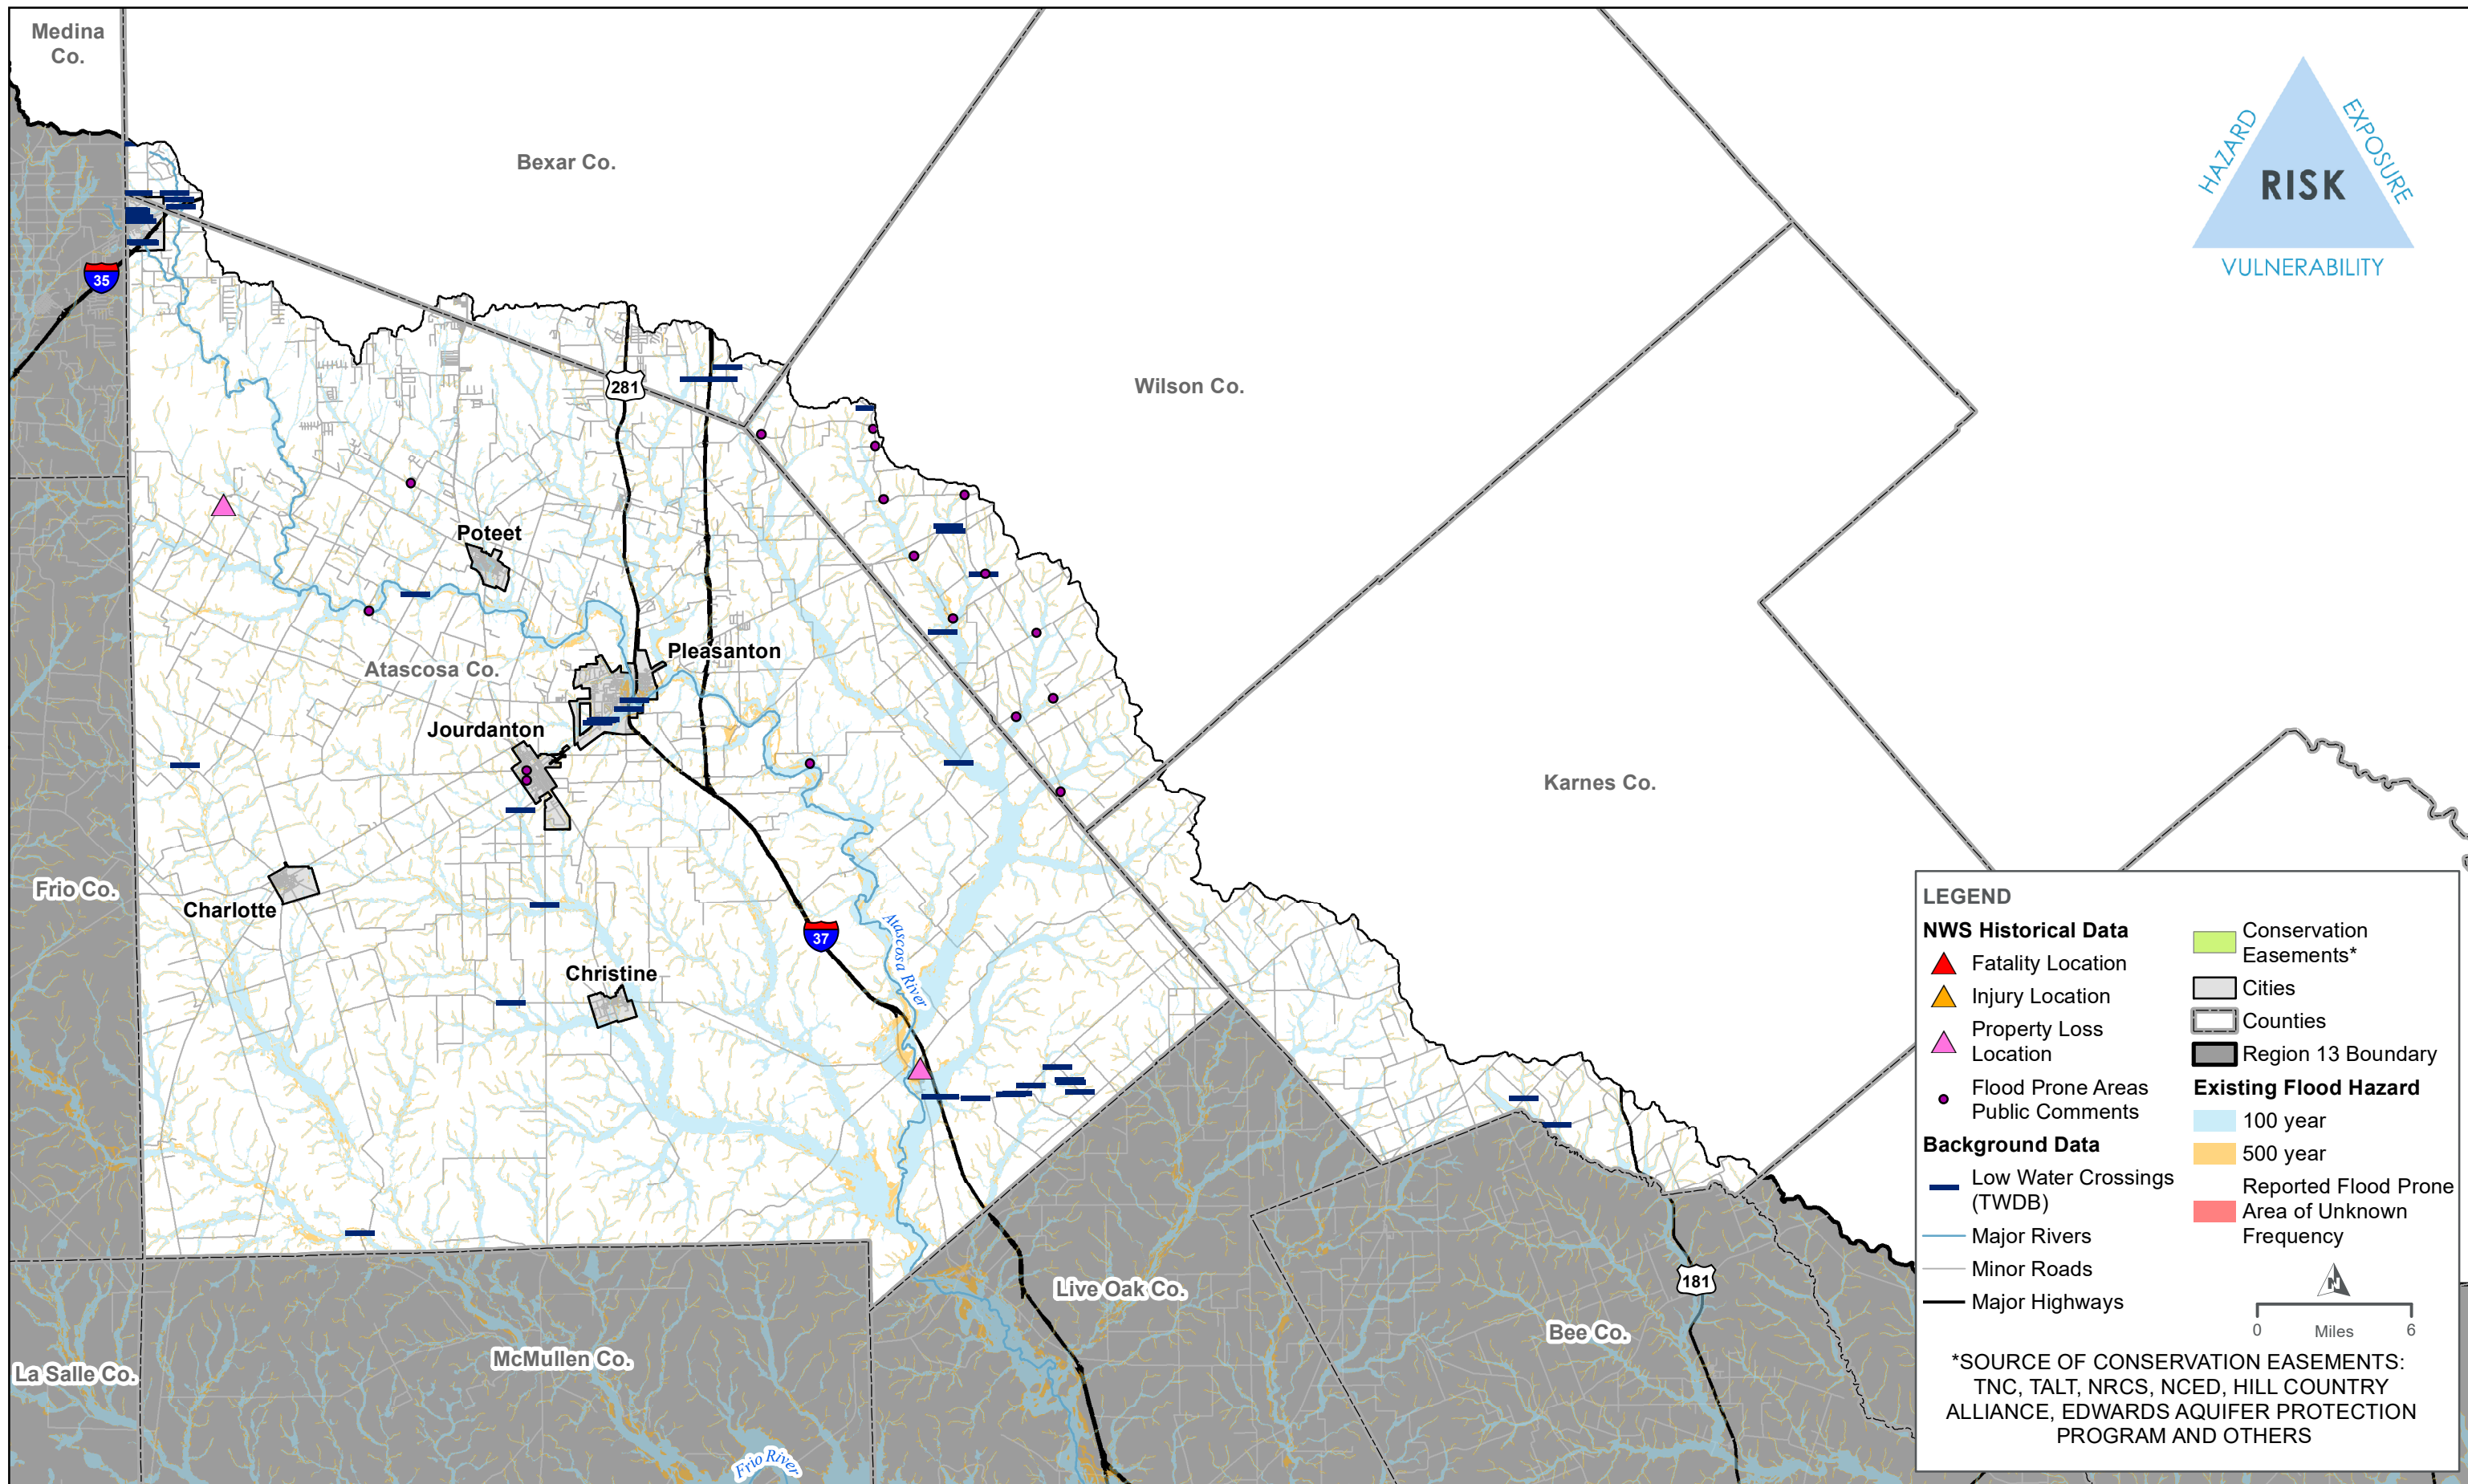 Medina
Co.
Bexar Co.
HAZARD
EXPOSURE
RISK
VULNERABILITY
35
281
Wilson Co.
Poteet
Pleasanton
Atascosa Co.
Jourdanton
Karnes Co.
Frio Co.
Charlotte
37
Atascosa River
Christine
Live Oak Co.
181
Bee Co.
McMullen Co.
La Salle Co.
Frio River
LEGEND
NWS Historical Data
Fatality Location
Injury Location
Property Loss
Location
Flood Prone Areas
Public Comments
Background Data
Low Water Crossings
(TWDB)
Major Rivers
Minor Roads
Major Highways
Conservation
Easements*
Cities
Counties
Region 13 Boundary
Existing Flood Hazard
100 year
500 year
Reported Flood Prone
Area of Unknown
Frequency
N
0 Miles 6
*SOURCE OF CONSERVATION EASEMENTS:
TNC, TALT, NRCS, NCED, HILL COUNTRY
ALLIANCE, EDWARDS AQUIFER PROTECTION
PROGRAM AND OTHERS